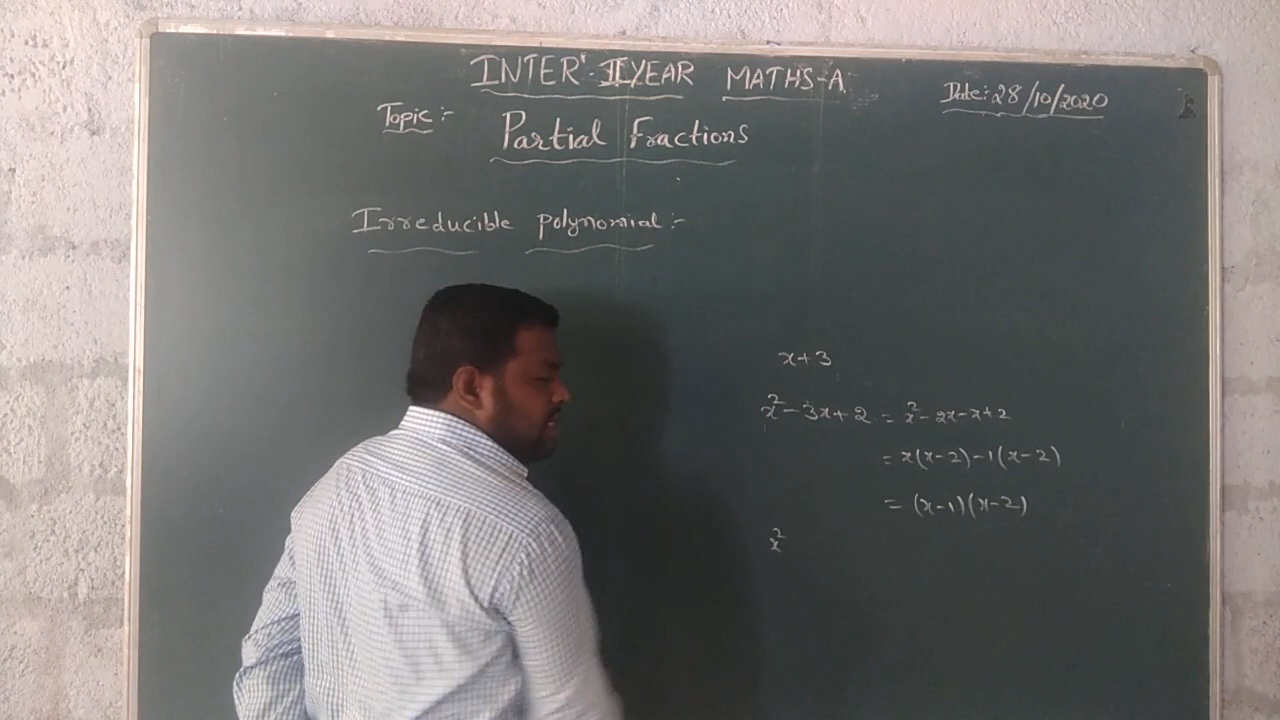 INTER - II YEAR MATHS-A
Date: 28/10/2020
Topic:-
Partial Fractions
Irreducible polynomial:-
x+3
x²-3x+2 = x²-2x-x+2
= x(x-2)-1(x-2)
= (x-1)(x-2)
x²